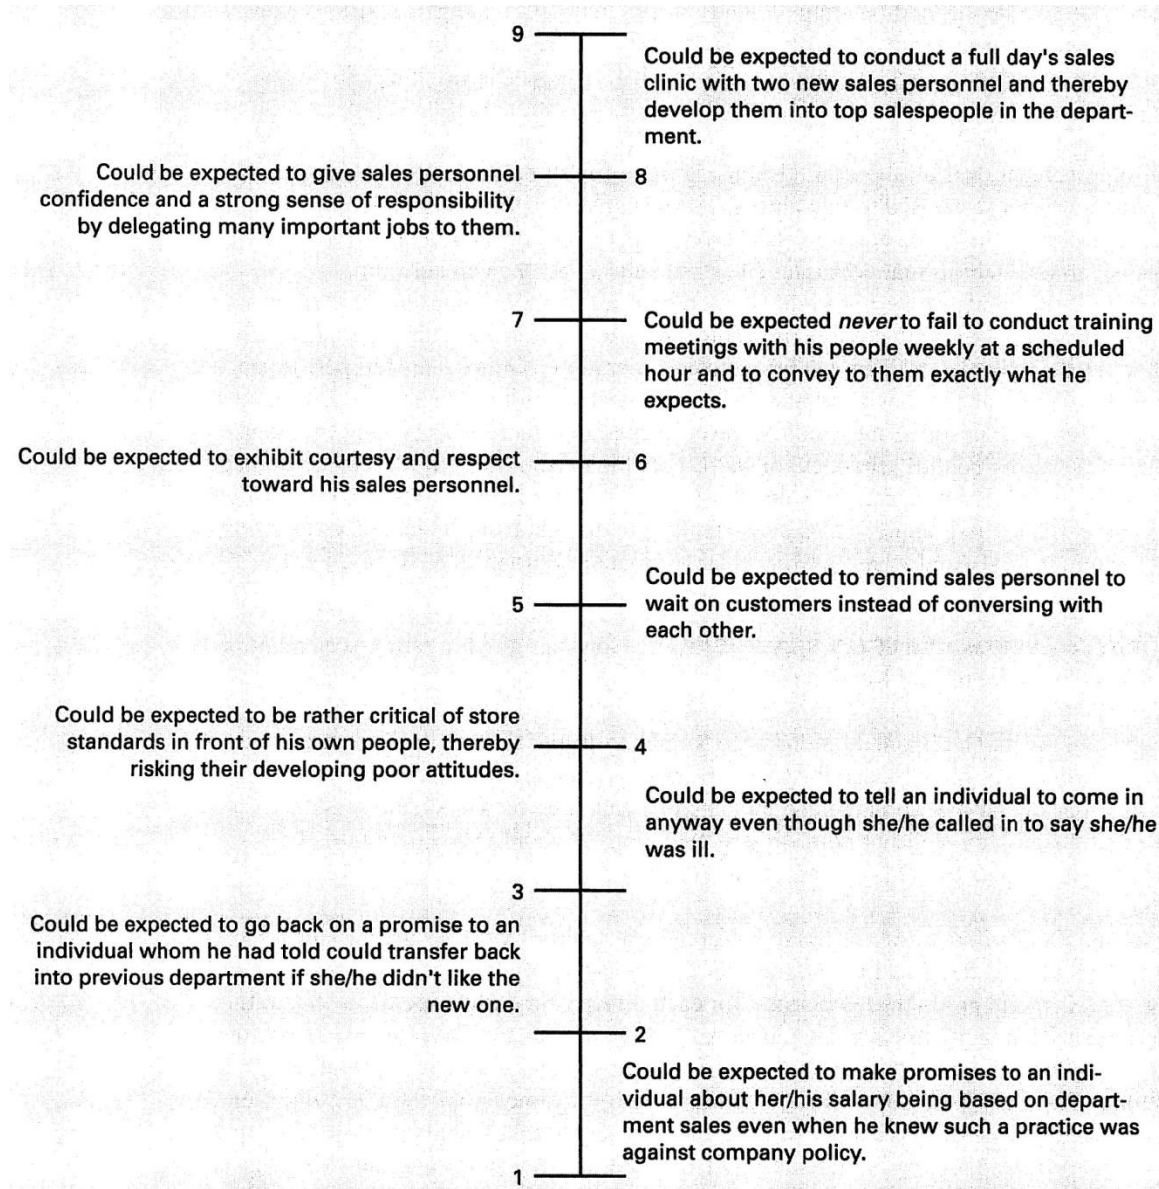 9
Could be expected to conduct a full day's sales
clinic with two new sales personnel and thereby
develop them into top salespeople in the depart-
ment.
Could be expected to give sales personnel
confidence and a strong sense of responsibility
by delegating many important jobs to them.
8
7
Could be expected never to fail to conduct training
meetings with his people weekly at a scheduled
hour and to convey to them exactly what he
expects.
Could be expected to exhibit courtesy and respect
toward his sales personnel.
6
Could be expected to remind sales personnel to
wait on customers instead of conversing with
each other.
5
Could be expected to be rather critical of store
standards in front of his own people, thereby
risking their developing poor attitudes.
4
Could be expected to tell an individual to come in
anyway even though she/he called in to say she/he
was ill.
3
Could be expected to go back on a promise to an
individual whom he had told could transfer back
into previous department if she/he didn't like the
new one.
2
Could be expected to make promises to an indi-
vidual about her/his salary being based on depart-
ment sales even when he knew such a practice was
against company policy.
1